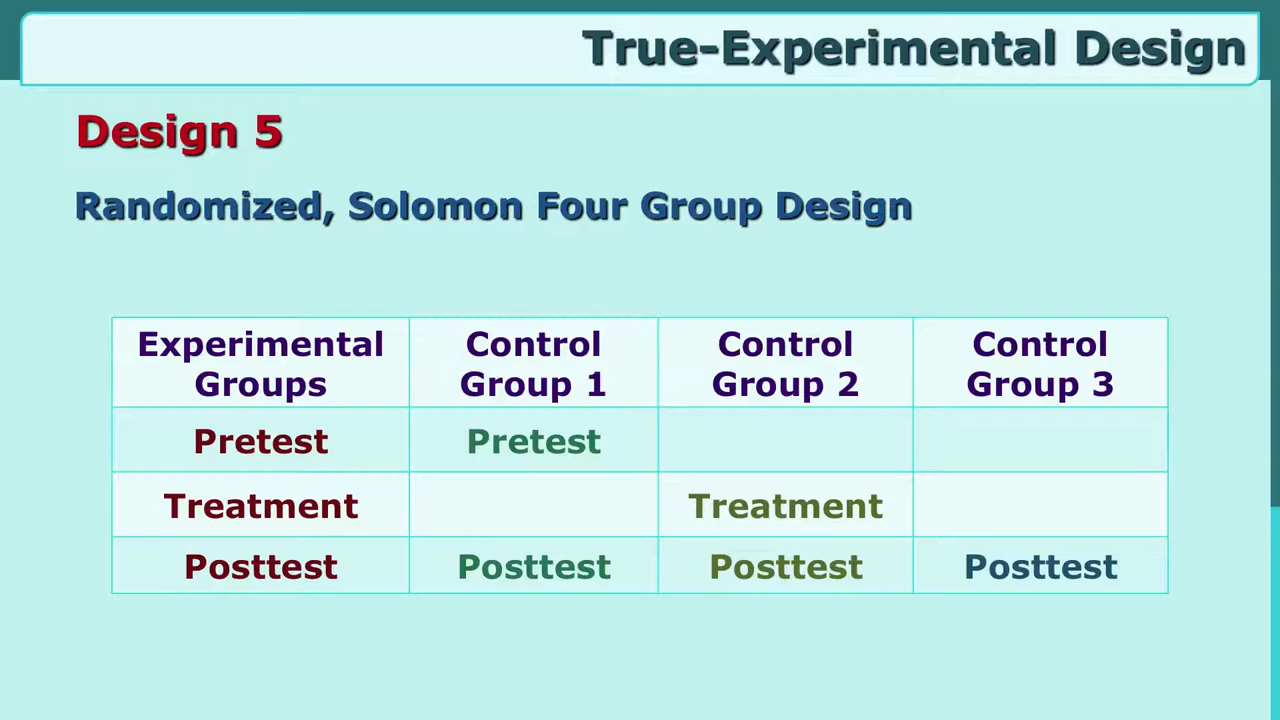 True-Experimental Design
Design 5
Randomized, Solomon Four Group Design
Experimental Groups Control Group 1 Control Group 2 Control Group 3
Pretest Pretest
Treatment Treatment
Posttest Posttest Posttest Posttest